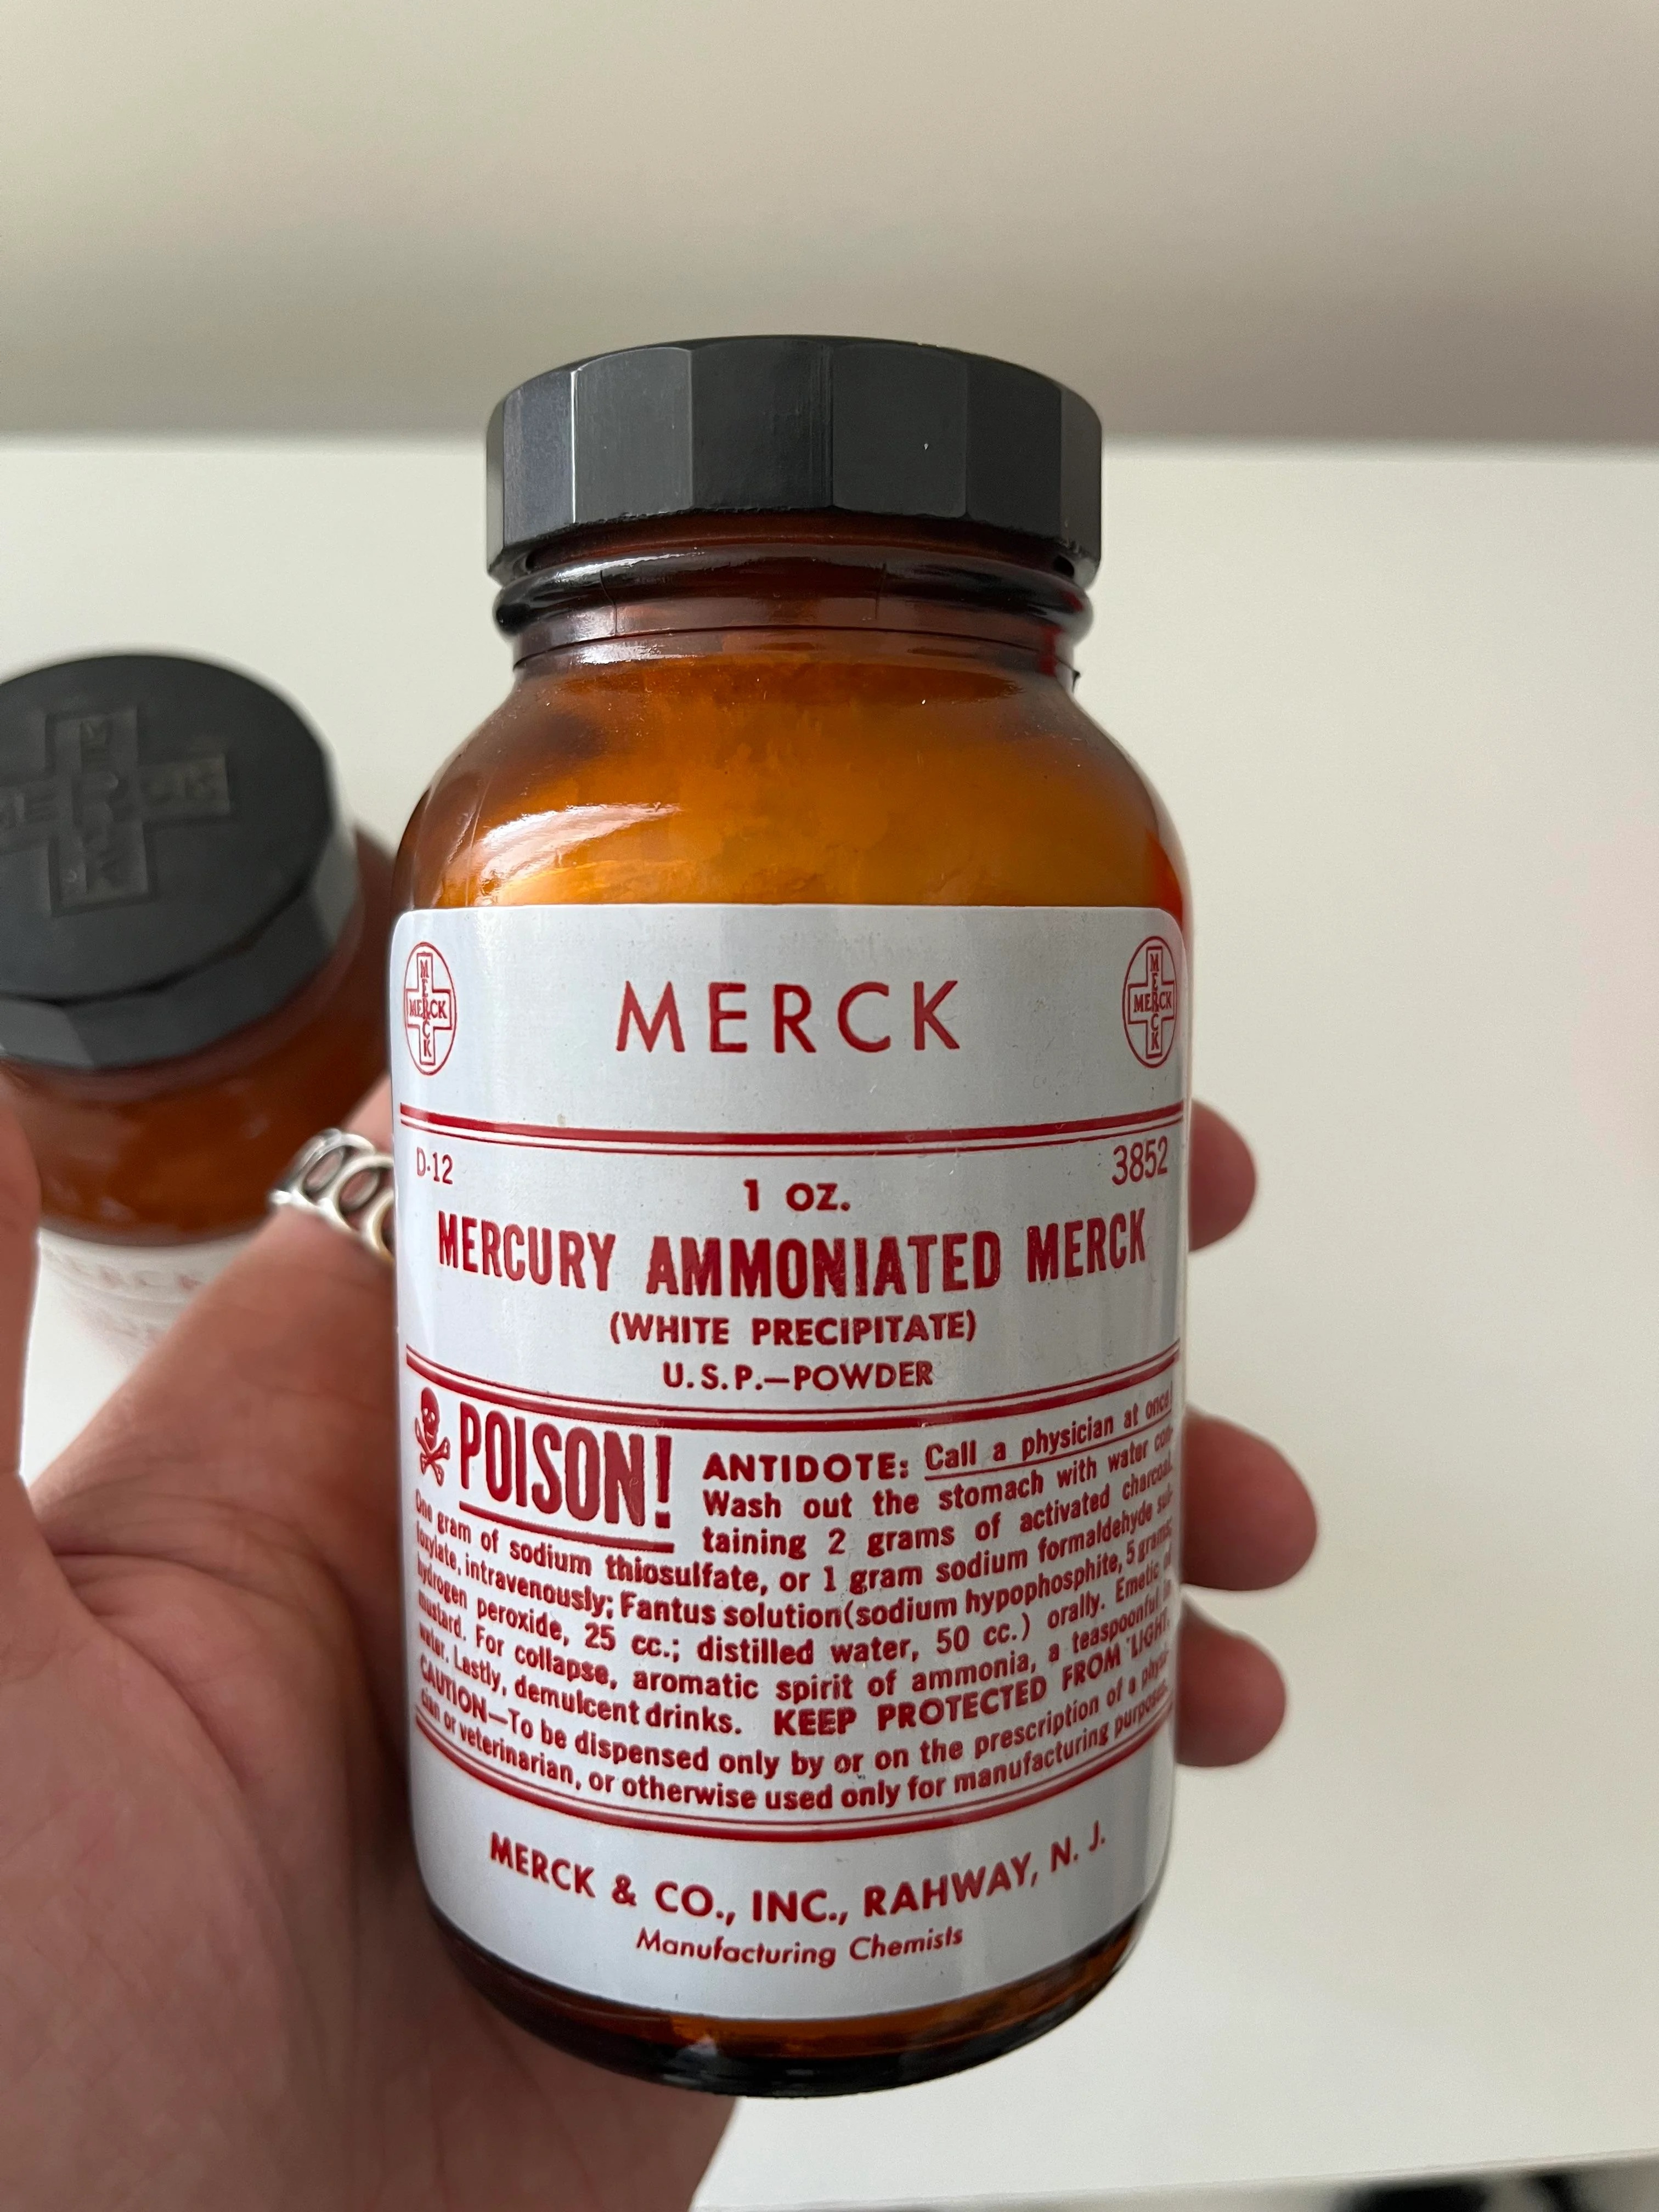 MERCK
MERCK
MERCK
MERCK
MERCK
MERCK
MERCK
D-12
3852
1 OZ.
MERCURY AMMONIATED MERCK
(WHITE PRECIPITATE)
U.S.P.—POWDER
POISON!
ANTIDOTE: Call a physician at once!
Wash out the stomach with water con-
taining 2 grams of activated charcoal.
One gram of sodium thiosulfate, or 1 gram sodium formaldehyde sul-
foxylate, intravenously; Fantus solution (sodium hypophosphite, 5 grams;
hydrogen peroxide, 25 cc.; distilled water, 50 cc.) orally. Emetic of
mustard. For collapse, aromatic spirit of ammonia, a teaspoonful in
water. Lastly, demulcent drinks. KEEP PROTECTED FROM LIGHT.
CAUTION—To be dispensed only by or on the prescription of a physi-
cian or veterinarian, or otherwise used only for manufacturing purposes.
MERCK & CO., INC., RAHWAY, N. J.
Manufacturing Chemists